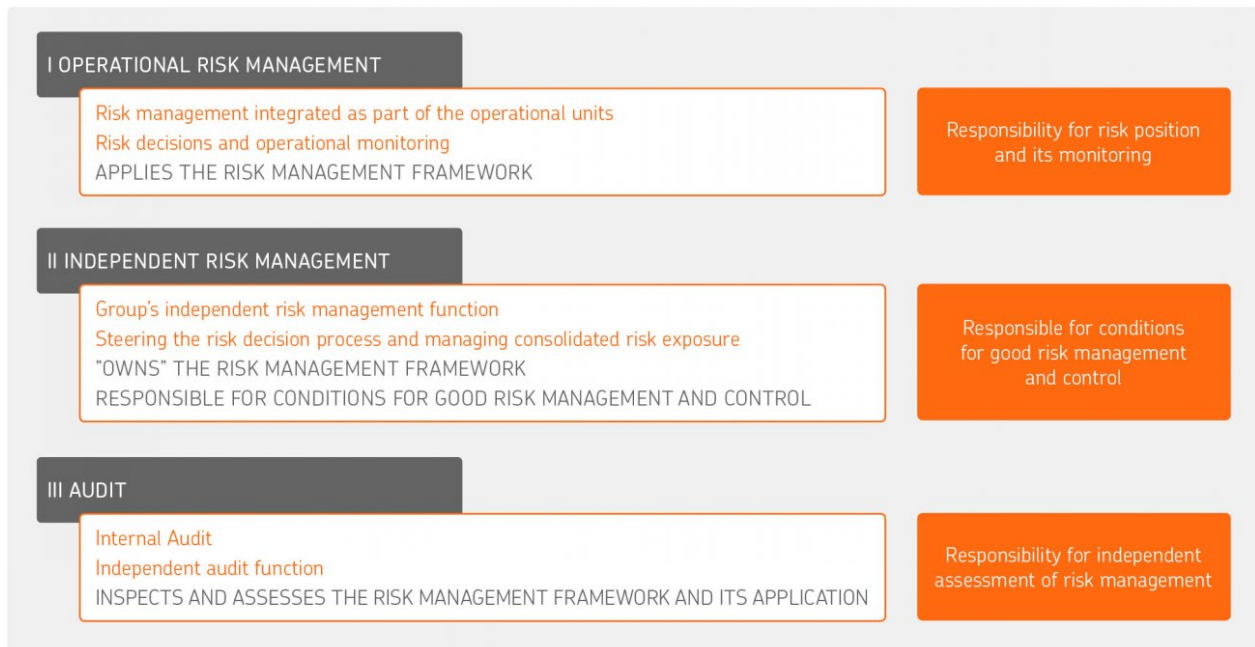 I OPERATIONAL RISK MANAGEMENT
Risk management integrated as part of the operational units
Risk decisions and operational monitoring
APPLIES THE RISK MANAGEMENT FRAMEWORK
Responsibility for risk position
and its monitoring
II INDEPENDENT RISK MANAGEMENT
Group's independent risk management function
Steering the risk decision process and managing consolidated risk exposure
"OWNS" THE RISK MANAGEMENT FRAMEWORK
RESPONSIBLE FOR CONDITIONS FOR GOOD RISK MANAGEMENT AND CONTROL
Responsible for conditions
for good risk management
and control
III AUDIT
Internal Audit
Independent audit function
INSPECTS AND ASSESSES THE RISK MANAGEMENT FRAMEWORK AND ITS APPLICATION
Responsibility for independent
assessment of risk management